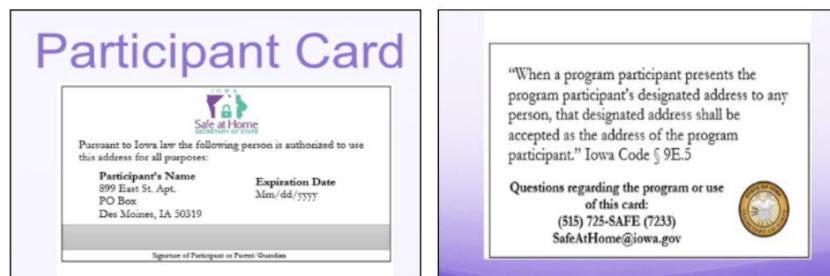 Participant Card
IOWA
Safe at Home
SECRETARY OF STATE
Pursuant to Iowa law the following person is authorized to use
this address for all purposes:
Participant's Name
899 East St. Apt.
PO Box
Des Moines, IA 50319
Expiration Date
Mm/dd/yyyy
Signature of Participant or Parent/Guardian
“When a program participant presents the
program participant's designated address to any
person, that designated address shall be
accepted as the address of the program
participant.” Iowa Code § 9E.5
Questions regarding the program or use
of this card:
(515) 725-SAFE (7233)
SafeAtHome@iowa.gov